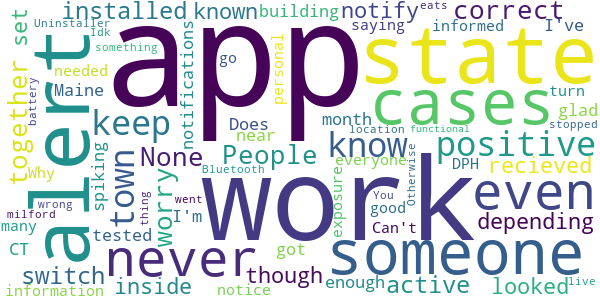 Uninstaller
eats
installed
known
building
notify
correct
Idk
saying
informed
I've
set
something
together
needed
Maine
battery
notifications
go
personal
app
state
month
turn
cases
glad
alert
keep
Does
near
everyone
location
functional
stopped
positive
Why
spiking
town
worry
None
People
know
DPH
recieved
Bluetooth
work
exposure
Otherwise
You
even
wrong
milford
thing
went
I'm
good
Can't
depending
many
tested
never
though
got
someone
CT
switch
inside
enough
active
looked
less
live
information
notice